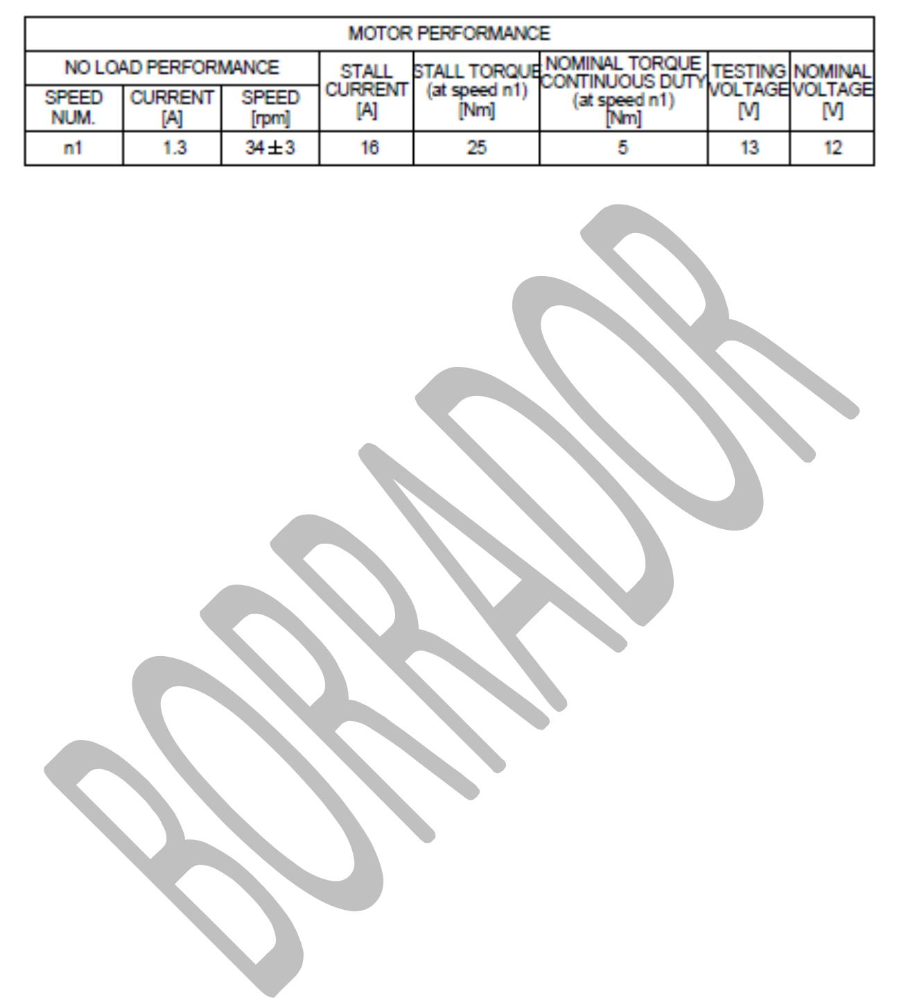 MOTOR PERFORMANCE
NO LOAD PERFORMANCE
STALL
CURRENT
[A]
STALL TORQUE
(at speed n1)
[Nm]
NOMINAL TORQUE
CONTINUOUS DUTY
(at speed n1)
[Nm]
TESTING
VOLTAGE
[V]
NOMINAL
VOLTAGE
[V]
SPEED
NUM.
CURRENT
[A]
SPEED
[rpm]
n1 1.3 34±3 16 25 5 13 12
BORRADOR